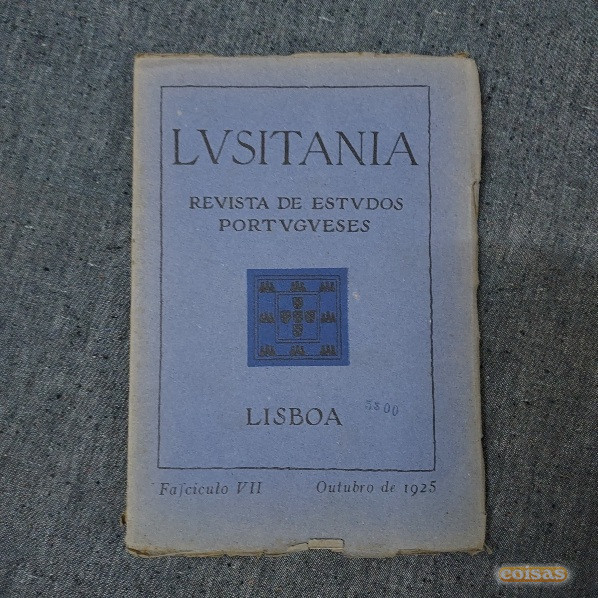 LVSITANIA
REVISTA DE ESTVDOS
PORTVGVESES
LISBOA
5$00
Faſciculo VII Outubro de 1925
coisas